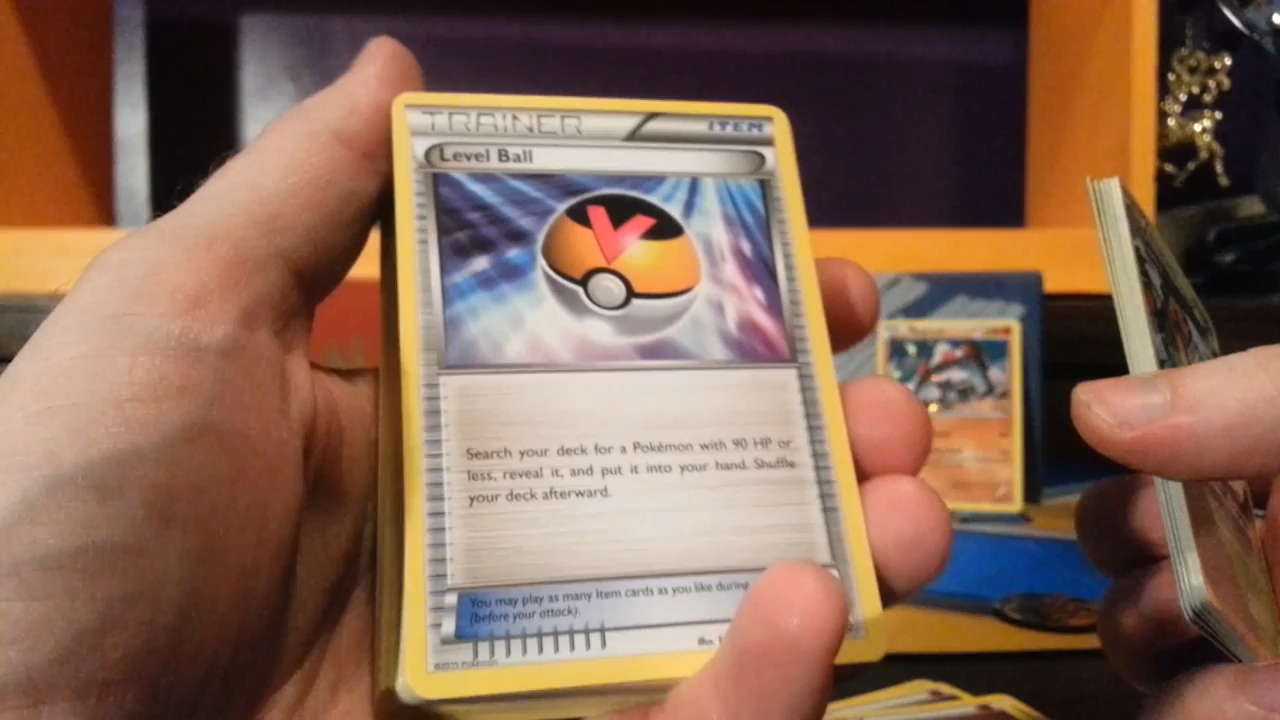 TRAINER ITEM
Level Ball
Search your deck for a Pokémon with 90 HP or
less, reveal it, and put it into your hand. Shuffle
your deck afterward.
You may play as many Item cards as you like during
(before your attack).